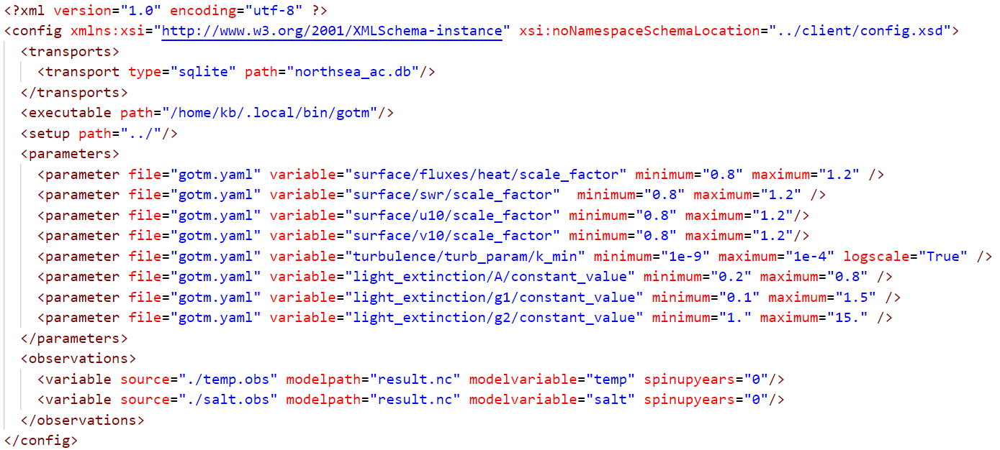 <?xml version="1.0" encoding="utf-8" ?>
<config xmlns:xsi="http://www.w3.org/2001/XMLSchema-instance" xsi:noNamespaceSchemaLocation="../client/config.xsd">
  <transports>
    <transport type="sqlite" path="northsea_ac.db"/>
  </transports>
  <executable path="/home/kb/.local/bin/gotm"/>
  <setup path="../"/>
  <parameters>
    <parameter file="gotm.yaml" variable="surface/fluxes/heat/scale_factor" minimum="0.8" maximum="1.2" />
    <parameter file="gotm.yaml" variable="surface/swr/scale_factor"  minimum="0.8" maximum="1.2" />
    <parameter file="gotm.yaml" variable="surface/u10/scale_factor" minimum="0.8" maximum="1.2"/>
    <parameter file="gotm.yaml" variable="surface/v10/scale_factor" minimum="0.8" maximum="1.2"/>
    <parameter file="gotm.yaml" variable="turbulence/turb_param/k_min" minimum="1e-9" maximum="1e-4" logscale="True" />
    <parameter file="gotm.yaml" variable="light_extinction/A/constant_value" minimum="0.2" maximum="0.8" />
    <parameter file="gotm.yaml" variable="light_extinction/g1/constant_value" minimum="0.1" maximum="1.5" />
    <parameter file="gotm.yaml" variable="light_extinction/g2/constant_value" minimum="1." maximum="15." />
  </parameters>
  <observations>
    <variable source="./temp.obs" modelpath="result.nc" modelvariable="temp" spinupyears="0"/>
    <variable source="./salt.obs" modelpath="result.nc" modelvariable="salt" spinupyears="0"/>
  </observations>
</config>